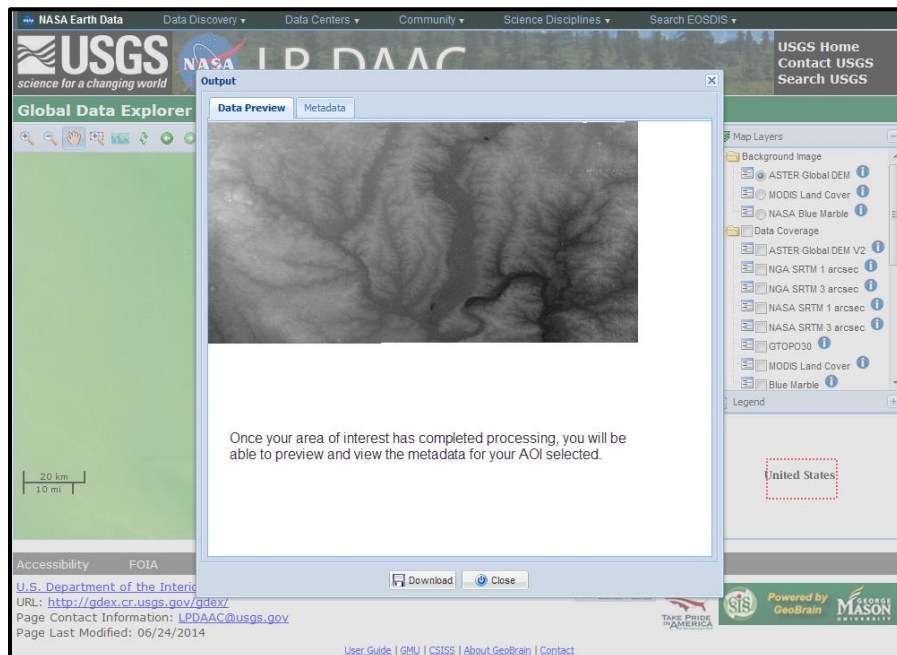 NASA Earth Data
Data Discovery
Data Centers
Community
Science Disciplines
Search EOSDIS
USGS
science for a changing world
NASA
LP DAAC
USGS Home
Contact USGS
Search USGS
Global Data Explorer
Output
Data Preview
Metadata
Once your area of interest has completed processing, you will be
able to preview and view the metadata for your AOI selected.
Download
Close
Map Layers
Background Image
ASTER Global DEM
MODIS Land Cover
NASA Blue Marble
Data Coverage
ASTER Global DEM V2
NGA SRTM 1 arcsec
NGA SRTM 3 arcsec
NASA SRTM 1 arcsec
NASA SRTM 3 arcsec
GTOPO30
MODIS Land Cover
Blue Marble
Legend
United States
20 km
10 mi
Accessibility
FOIA
U.S. Department of the Interio
URL: http://gdex.cr.usgs.gov/gdex/
Page Contact Information: LPDAAC@usgs.gov
Page Last Modified: 06/24/2014
TAKE PRIDE
IN AMERICA
Powered by
GeoBrain
GEORGE
MASON
UNIVERSITY
User Guide | GMU | CSISS | About GeoBrain | Contact